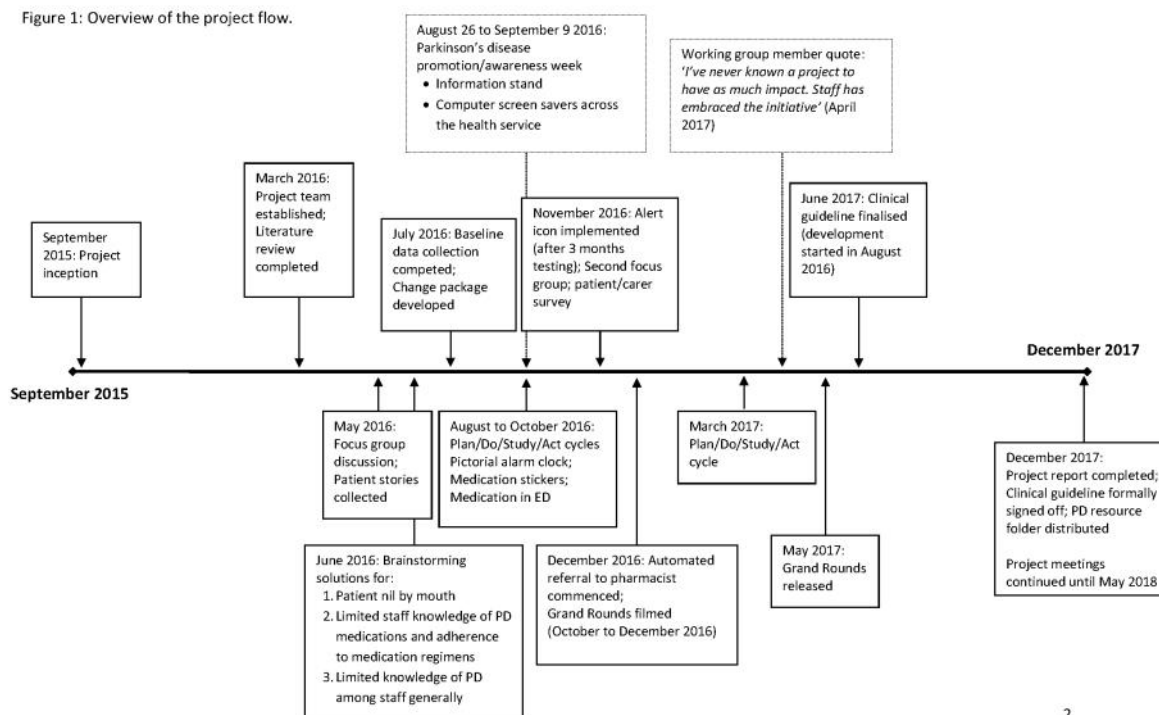 Figure 1: Overview of the project flow.
August 26 to September 9 2016:
Parkinson's disease
promotion/awareness week
• Information stand
• Computer screen savers across
the health service
Working group member quote:
'I've never known a project to
have as much impact. Staff has
embraced the initiative' (April
2017)
September
2015: Project
inception
March 2016:
Project team
established;
Literature
review
completed
July 2016: Baseline
data collection
competed;
Change package
developed
November 2016: Alert
icon implemented
(after 3 months
testing); Second focus
group; patient/carer
survey
June 2017: Clinical
guideline finalised
(development
started in August
2016)
September 2015
December 2017
May 2016:
Focus group
discussion;
Patient stories
collected
June 2016: Brainstorming
solutions for:
1. Patient nil by mouth
2. Limited staff knowledge of PD
medications and adherence
to medication regimens
3. Limited knowledge of PD
among staff generally
August to October 2016:
Plan/Do/Study/Act cycles
Pictorial alarm clock;
Medication stickers;
Medication in ED
December 2016: Automated
referral to pharmacist
commenced;
Grand Rounds filmed
(October to December 2016)
March 2017:
Plan/Do/Study/Act
cycle
May 2017:
Grand Rounds
released
December 2017:
Project report completed;
Clinical guideline formally
signed off; PD resource
folder distributed
Project meetings
continued until May 2018
2